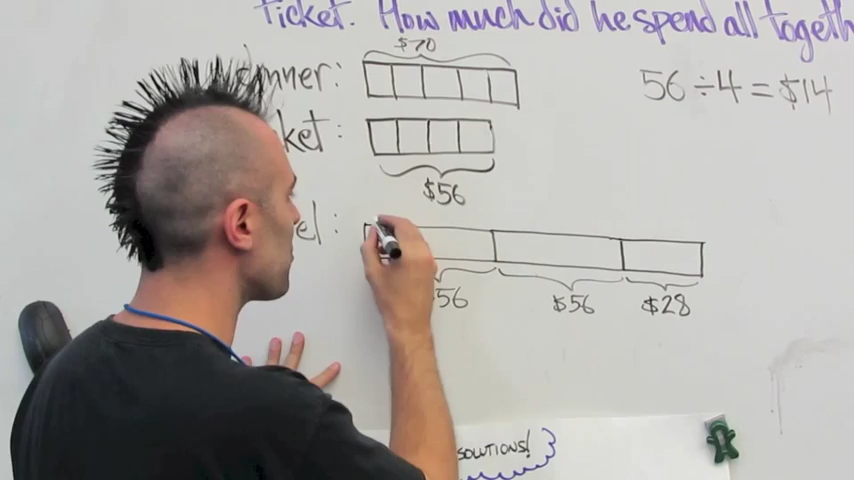 Ticket. How much did he spend all togeth
$70
inner:
56 ÷ 4 = $14
ket:
$56
el:
$56 $56 $28
SOLUTIONS!